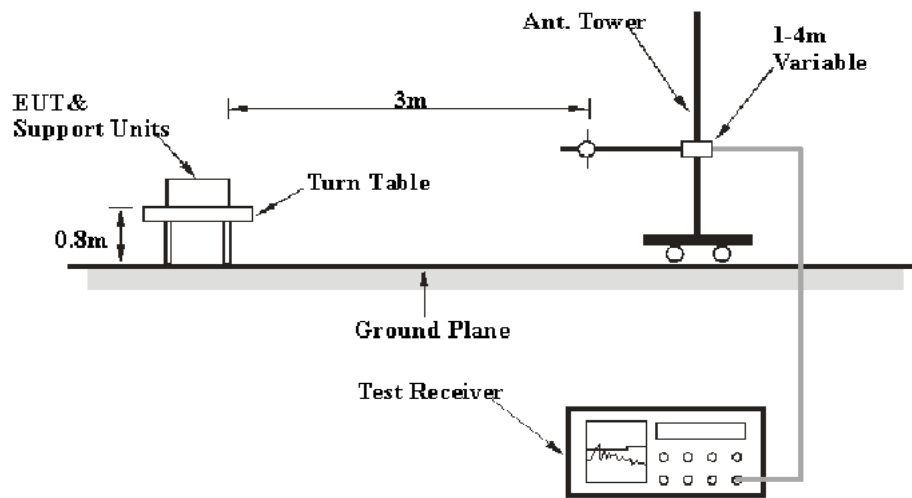 Ant. Tower
1-4m
Variable
3m
EUT&
Support Units
Turn Table
0.8m
Ground Plane
Test Receiver